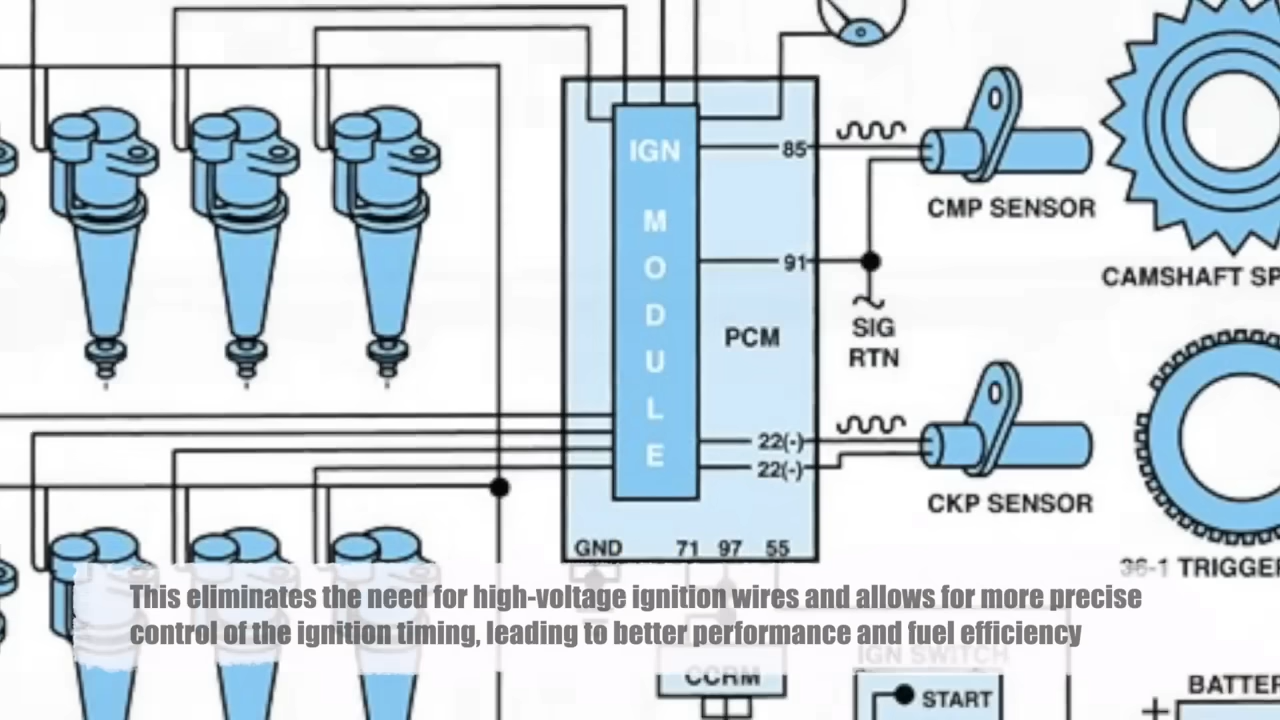 IGN
MODULE
85
CMP SENSOR
CAMSHAFT SP
91
SIG
RTN
PCM
22(-)
22(-)
CKP SENSOR
36-1 TRIGGE
GND 71 97 55
This eliminates the need for high-voltage ignition wires and allows for more precise
control of the ignition timing, leading to better performance and fuel efficiency
IGN SWITCH
CCRM
START
BATTER
+